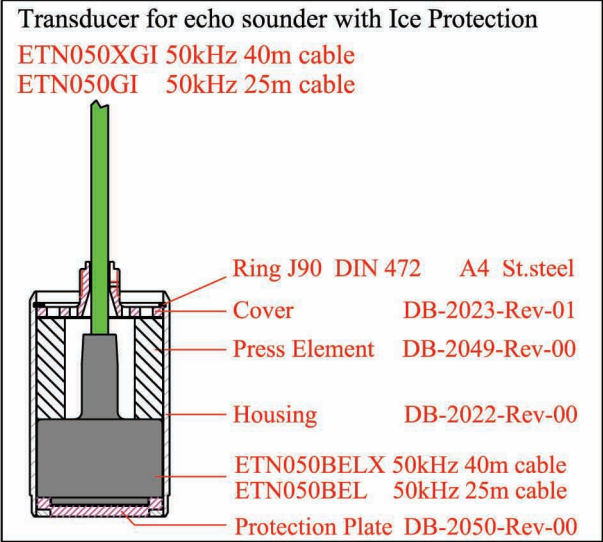 Transducer for echo sounder with Ice Protection
ETN050XGI 50kHz 40m cable
ETN050GI 50kHz 25m cable
Ring J90 DIN 472 A4 St.steel
Cover DB-2023-Rev-01
Press Element DB-2049-Rev-00
Housing DB-2022-Rev-00
ETN050BELX 50kHz 40m cable
ETN050BEL 50kHz 25m cable
Protection Plate DB-2050-Rev-00